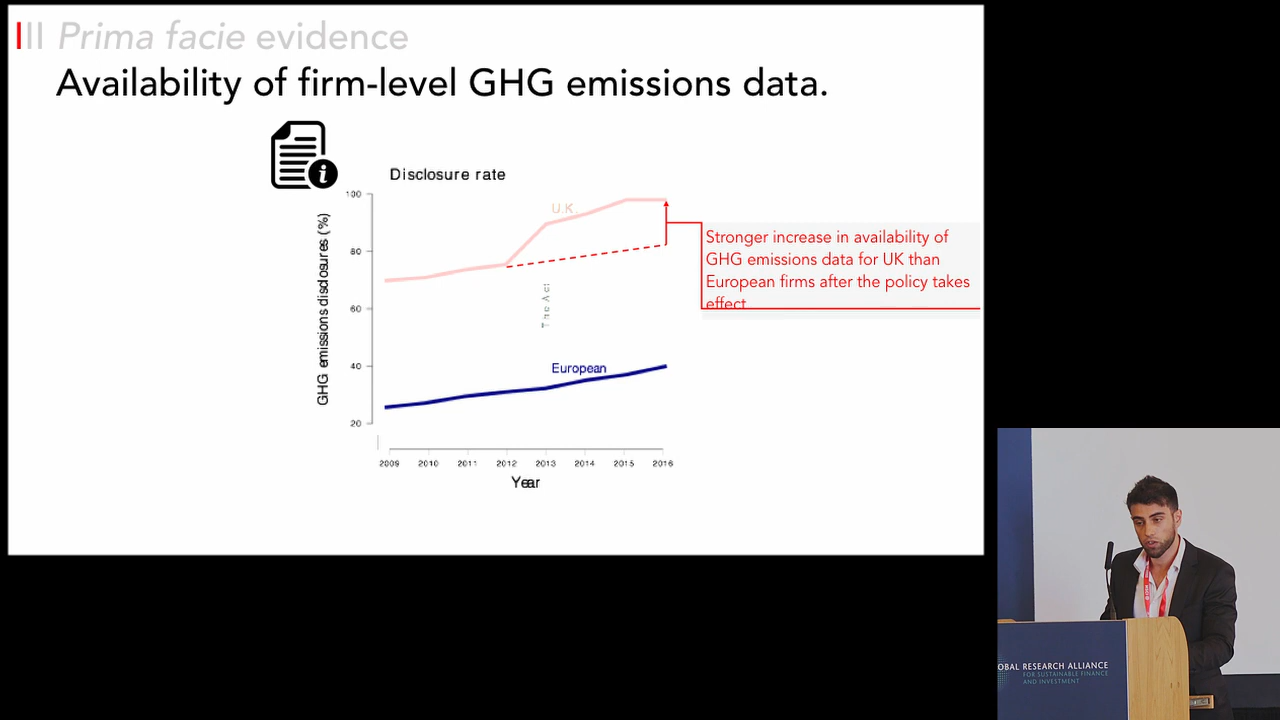 Prima facie evidence
Availability of firm-level GHG emissions data.
i
Disclosure rate
GHG emissions disclosures (%)
100
80
60
40
20
U.K.
The Act
European
2009 2010 2011 2012 2013 2014 2015 2016
Year
Stronger increase in availability of
GHG emissions data for UK than
European firms after the policy takes
effect
OBAL RESEARCH ALLIANCE
FOR SUSTAINABLE FINANCE
AND INVESTMENT